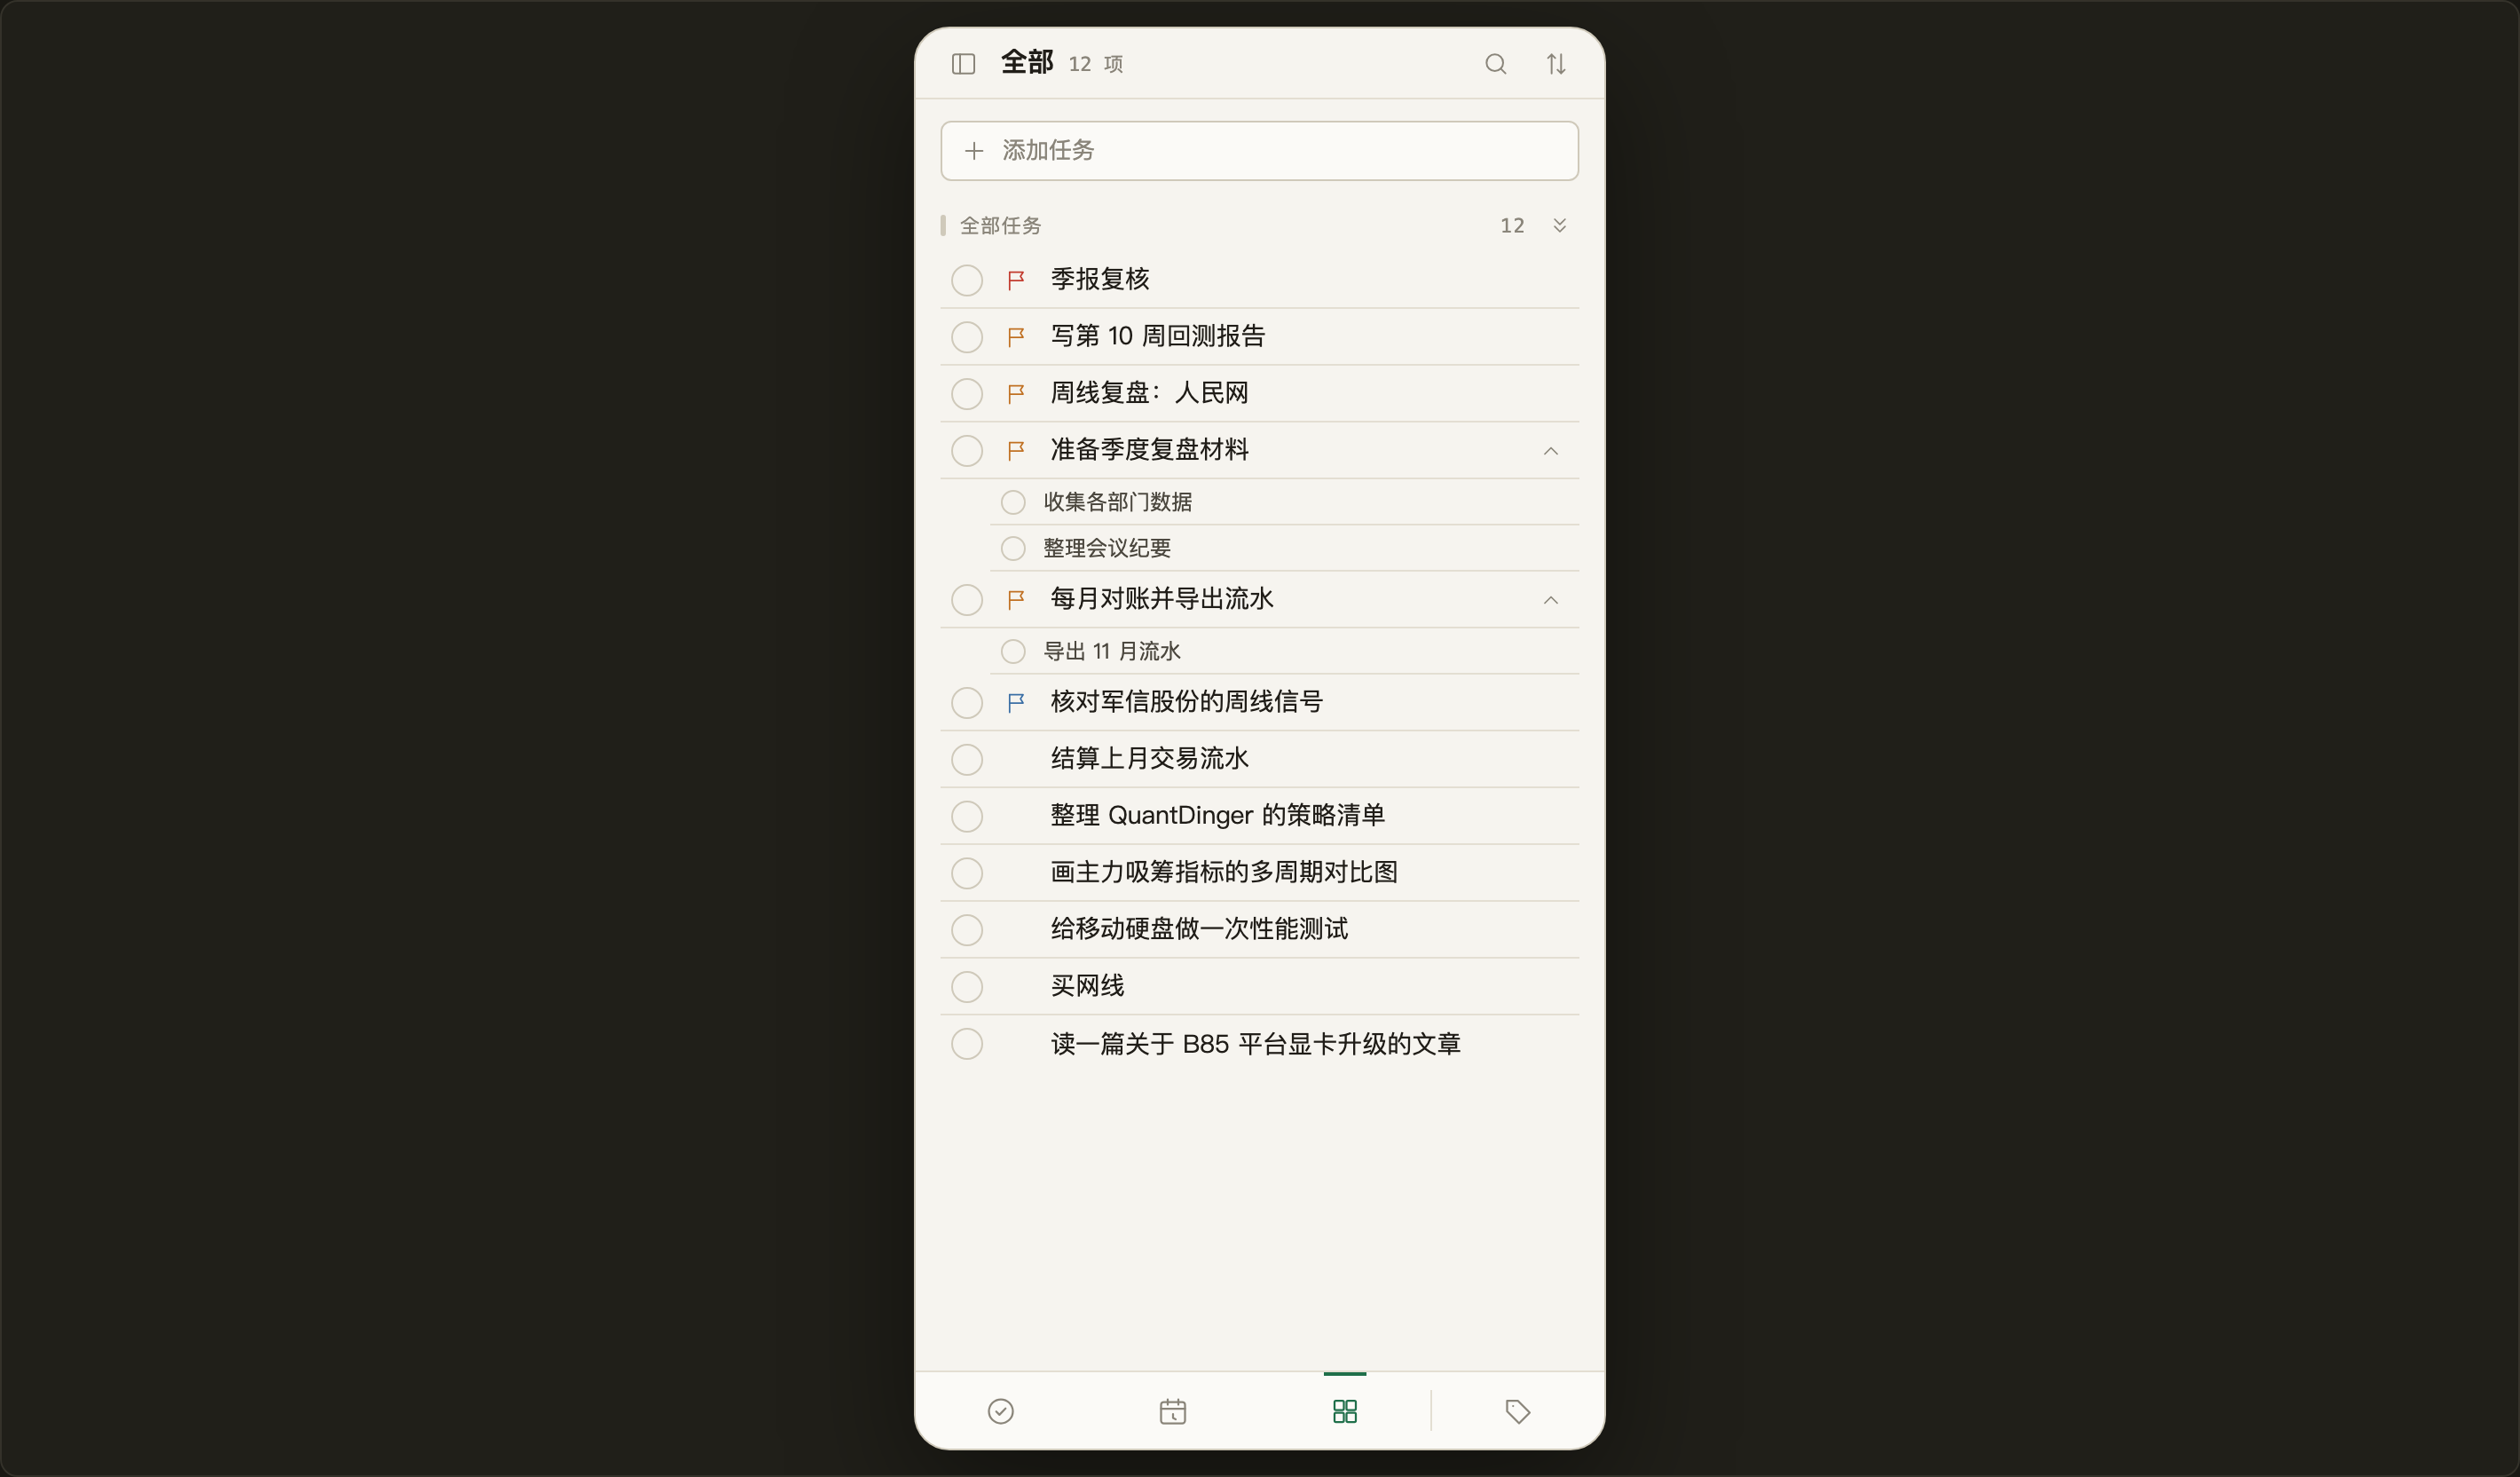 全部 12 项
添加任务
全部任务 12
季报复核
写第 10 周回测报告
周线复盘：人民网
准备季度复盘材料
收集各部门数据
整理会议纪要
每月对账并导出流水
导出 11 月流水
核对军信股份的周线信号
结算上月交易流水
整理 QuantDinger 的策略清单
画主力吸筹指标的多周期对比图
给移动硬盘做一次性能测试
买网线
读一篇关于 B85 平台显卡升级的文章